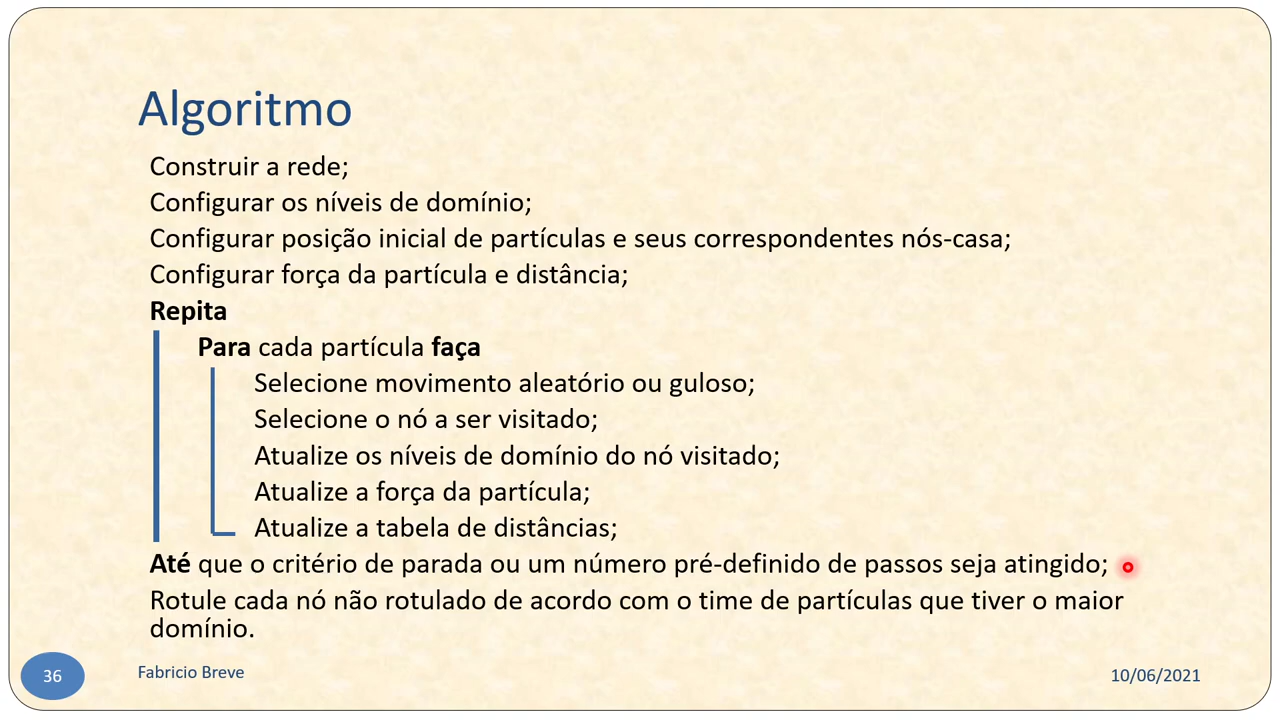 Algoritmo
Construir a rede;
Configurar os níveis de domínio;
Configurar posição inicial de partículas e seus correspondentes nós-casa;
Configurar força da partícula e distância;
Repita
Para cada partícula faça
Selecione movimento aleatório ou guloso;
Selecione o nó a ser visitado;
Atualize os níveis de domínio do nó visitado;
Atualize a força da partícula;
Atualize a tabela de distâncias;
Até que o critério de parada ou um número pré-definido de passos seja atingido;
Rotule cada nó não rotulado de acordo com o time de partículas que tiver o maior
domínio.
36
Fabricio Breve
10/06/2021